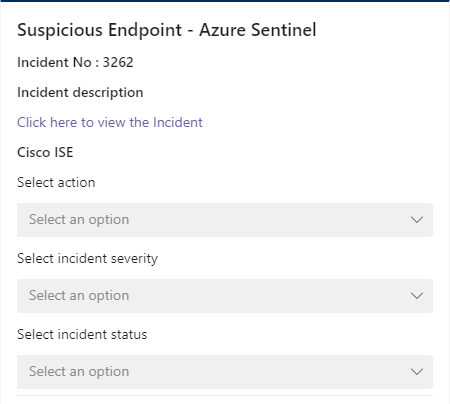 Suspicious Endpoint - Azure Sentinel
Incident No : 3262
Incident description
Click here to view the Incident
Cisco ISE
Select action
Select an option
Select incident severity
Select an option
Select incident status
Select an option